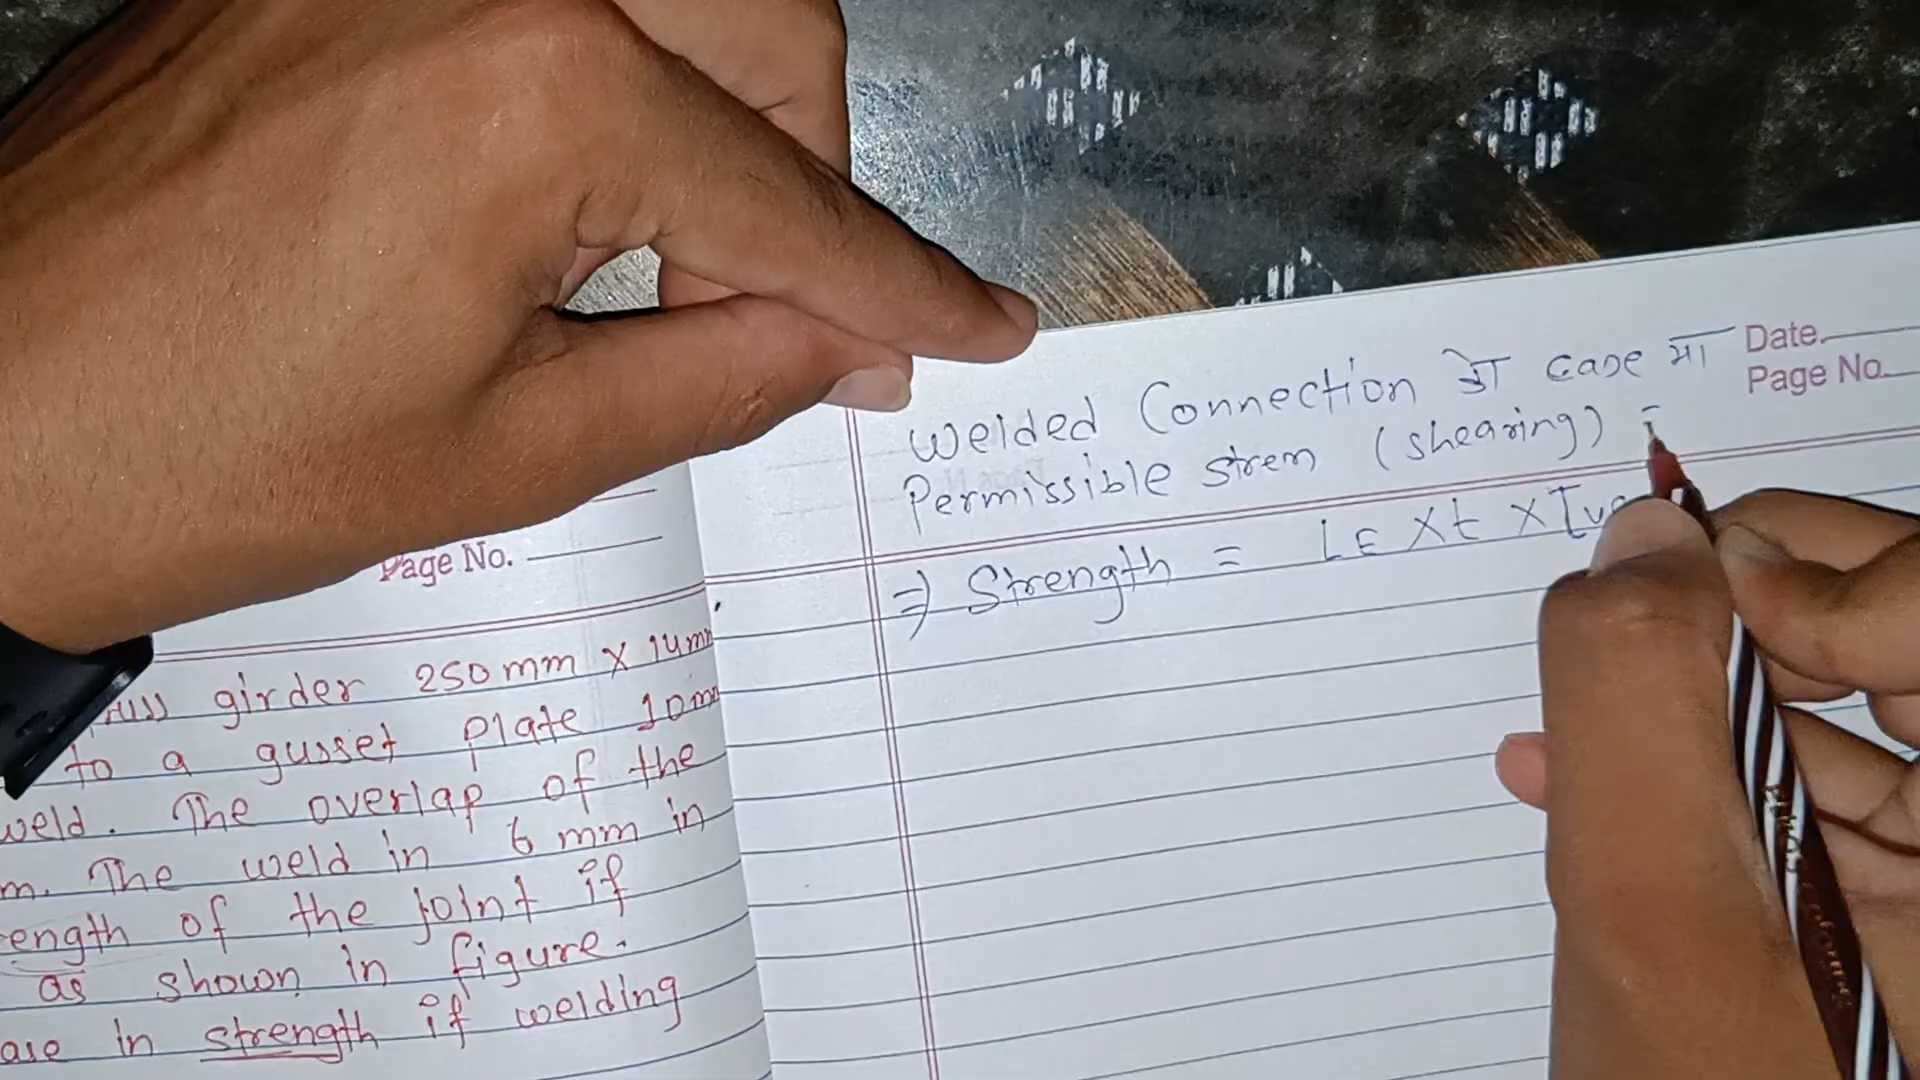 Page No.
girder 250mm X 14mm
to a gusset plate 10mm
weld. The overlap of the
m. The weld in 6 mm in
ength of the joint if
as shown in figure.
ase in strength if welding
Date.
Page No.
Welded Connection को case मा
Permissible stress (shearing)
⇒ Strength = LE X t X